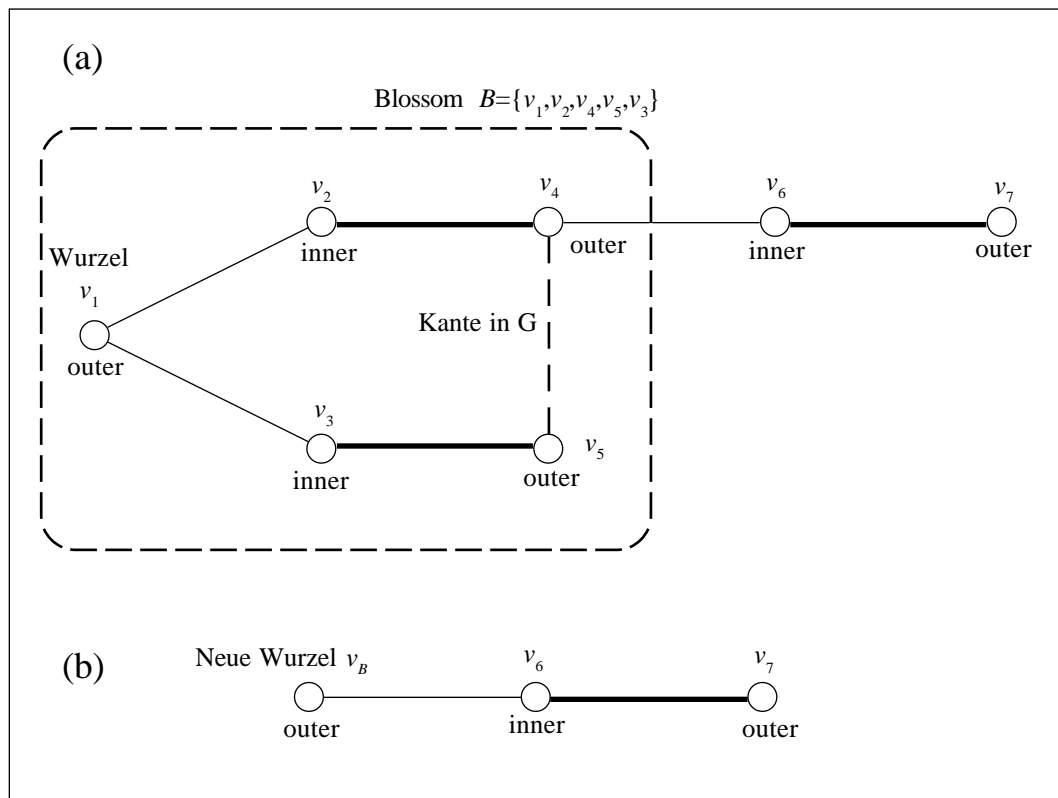 (a)
Blossom B={v1,v2,v4,v5,v3}
v2 v4 v6 v7
inner outer inner outer
Wurzel
v1
outer
Kante in G
v3 v5
inner outer
(b)
Neue Wurzel vB v6 v7
outer inner outer